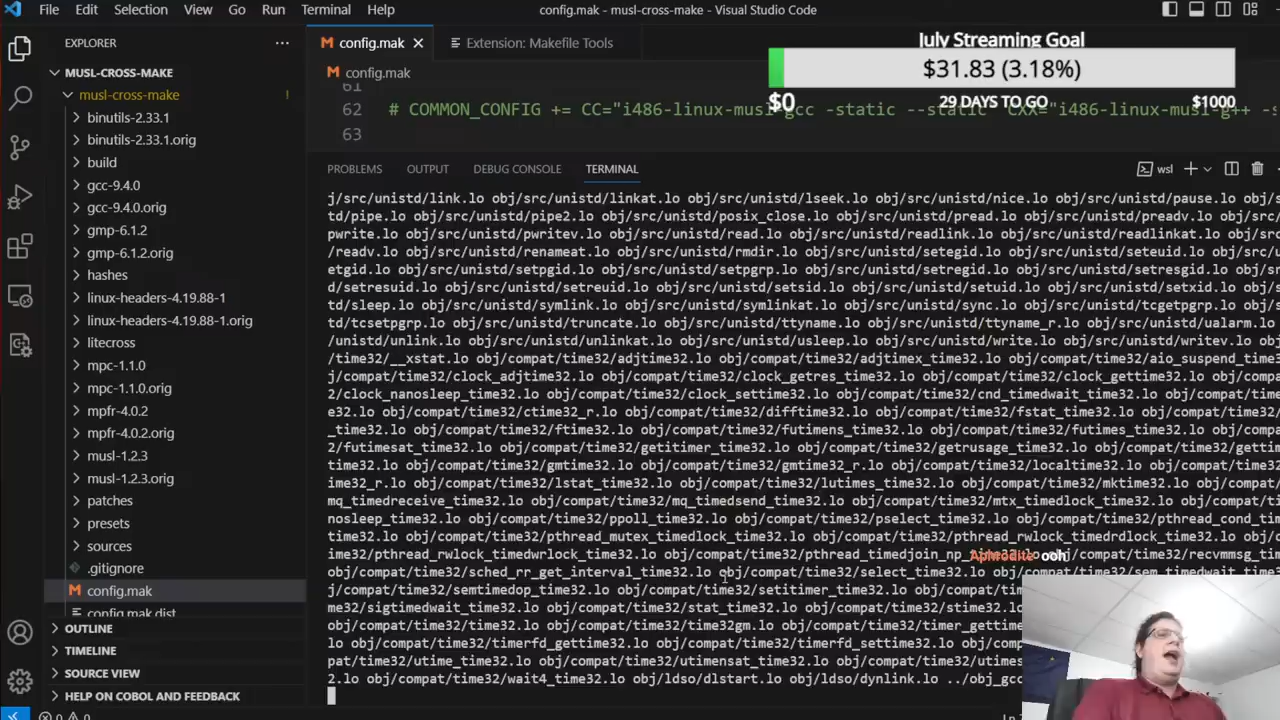 File Edit Selection View Go Run Terminal Help
config.mak - musl-cross-make - Visual Studio Code
EXPLORER
config.mak
Extension: Makefile Tools
July Streaming Goal
$31.83 (3.18%)
$0
29 DAYS TO GO
$1000
MUSL-CROSS-MAKE
musl-cross-make !
binutils-2.33.1
binutils-2.33.1.orig
build
gcc-9.4.0
gcc-9.4.0.orig
gmp-6.1.2
gmp-6.1.2.orig
hashes
linux-headers-4.19.88-1
linux-headers-4.19.88-1.orig
litecross
mpc-1.1.0
mpc-1.1.0.orig
mpfr-4.0.2
mpfr-4.0.2.orig
musl-1.2.3
musl-1.2.3.orig
patches
presets
sources
.gitignore
config.mak
config.mak.dist
OUTLINE
TIMELINE
SOURCE VIEW
HELP ON COBOL AND FEEDBACK
0 0
config.mak
61
62 # COMMON_CONFIG += CC="i486-linux-musl-gcc -static --static" CXX="i486-linux-musl-g++ -s
63
PROBLEMS OUTPUT DEBUG CONSOLE TERMINAL
wsl
j/src/unistd/link.lo obj/src/unistd/linkat.lo obj/src/unistd/lseek.lo obj/src/unistd/nice.lo obj/src/unistd/pause.lo obj/s
td/pipe.lo obj/src/unistd/pipe2.lo obj/src/unistd/posix_close.lo obj/src/unistd/pread.lo obj/src/unistd/preadv.lo obj/src/
pwrite.lo obj/src/unistd/pwritev.lo obj/src/unistd/read.lo obj/src/unistd/readlink.lo obj/src/unistd/readlinkat.lo obj/src
/readv.lo obj/src/unistd/renameat.lo obj/src/unistd/rmdir.lo obj/src/unistd/setegid.lo obj/src/unistd/seteuid.lo obj/src/u
etgid.lo obj/src/unistd/setpgid.lo obj/src/unistd/setpgrp.lo obj/src/unistd/setregid.lo obj/src/unistd/setresgid.lo obj/sr
d/setresuid.lo obj/src/unistd/setreuid.lo obj/src/unistd/setsid.lo obj/src/unistd/setuid.lo obj/src/unistd/setxid.lo obj/s
td/sleep.lo obj/src/unistd/symlink.lo obj/src/unistd/symlinkat.lo obj/src/unistd/sync.lo obj/src/unistd/tcgetpgrp.lo obj/s
td/tcsetpgrp.lo obj/src/unistd/truncate.lo obj/src/unistd/ttyname.lo obj/src/unistd/ttyname_r.lo obj/src/unistd/ualarm.lo
/unistd/unlink.lo obj/src/unistd/unlinkat.lo obj/src/unistd/usleep.lo obj/src/unistd/write.lo obj/src/unistd/writev.lo obj
/time32/__xstat.lo obj/compat/time32/adjtime32.lo obj/compat/time32/adjtimex_time32.lo obj/compat/time32/aio_suspend_time3
j/compat/time32/clock_adjtime32.lo obj/compat/time32/clock_getres_time32.lo obj/compat/time32/clock_gettime32.lo
2/clock_nanosleep_time32.lo obj/compat/time32/clock_settime32.lo obj/compat/time32/cnd_timedwait_time32.lo obj/compat/
e32.lo obj/compat/time32/ctime32_r.lo obj/compat/time32/difftime32.lo obj/compat/time32/fstat_time32.lo obj/compat/
_time32.lo obj/compat/time32/ftime32.lo obj/compat/time32/futimens_time32.lo obj/compat/time32/futimes_time32.lo obj/
/futimesat_time32.lo obj/compat/time32/getitimer_time32.lo obj/compat/time32/getrusage_time32.lo obj/compat/time32/getti
time32.lo obj/compat/time32/gmtime32.lo obj/compat/time32/gmtime32_r.lo obj/compat/time32/localtime32.lo obj/compat/
ime32_r.lo obj/compat/time32/lstat_time32.lo obj/compat/time32/lutimes_time32.lo obj/compat/time32/mktime32.lo
mq_timedreceive_time32.lo obj/compat/time32/mq_timedsend_time32.lo obj/compat/time32/mtx_timedlock_time32.lo obj/
nosleep_time32.lo obj/compat/time32/ppoll_time32.lo obj/compat/time32/pselect_time32.lo obj/compat/time32/pthread_cond_
time32.lo obj/compat/time32/pthread_mutex_timedlock_time32.lo obj/compat/time32/pthread_rwlock_timedrdlock_time32.lo
ime32/pthread_rwlock_timedwrlock_time32.lo obj/compat/time32/pthread_timedjoin_np_time32.lo obj/compat/time32/recvmmsg_tim
Aphrodite ooh
obj/compat/time32/sched_rr_get_interval_time32.lo obj/compat/time32/select_time32.lo obj/compat/time32/sem_timedwait_time3
j/compat/time32/semtimedop_time32.lo obj/compat/time32/setitimer_time32.lo obj/compat/time32
me32/sigtimedwait_time32.lo obj/compat/time32/stat_time32.lo obj/compat/time32/stime32.lo
e32.lo obj/compat/time32/time32.lo obj/compat/time32/time32gm.lo obj/compat/time32/timer_gettime
lo obj/compat/time32/timerfd_gettime32.lo obj/compat/time32/timerfd_settime32.lo obj/compat
pat/time32/utime_time32.lo obj/compat/time32/utimensat_time32.lo obj/compat/time32/utimes
2.lo obj/compat/time32/wait4_time32.lo obj/ldso/dlstart.lo obj/ldso/dynlink.lo ../obj_gcc